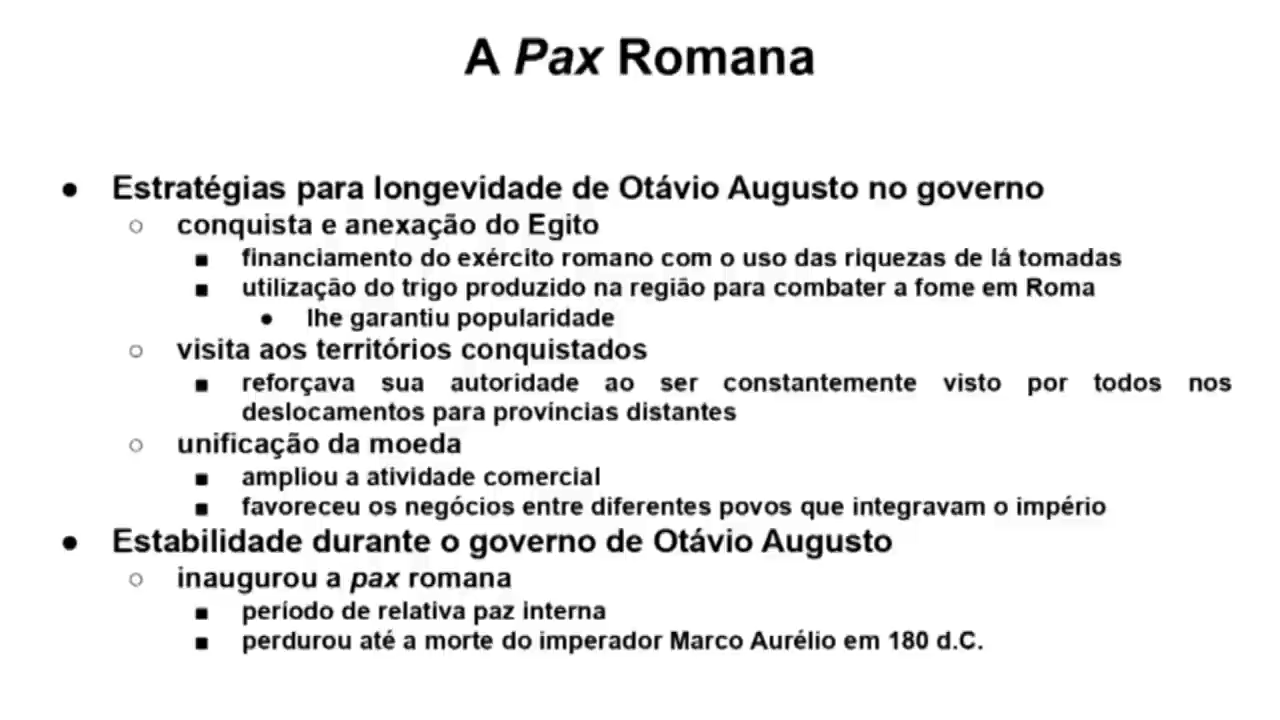 A Pax Romana
● Estratégias para longevidade de Otávio Augusto no governo
○ conquista e anexação do Egito
■ financiamento do exército romano com o uso das riquezas de lá tomadas
■ utilização do trigo produzido na região para combater a fome em Roma
● lhe garantiu popularidade
○ visita aos territórios conquistados
■ reforçava sua autoridade ao ser constantemente visto por todos nos
deslocamentos para províncias distantes
○ unificação da moeda
■ ampliou a atividade comercial
■ favoreceu os negócios entre diferentes povos que integravam o império
● Estabilidade durante o governo de Otávio Augusto
○ inaugurou a pax romana
■ período de relativa paz interna
■ perdurou até a morte do imperador Marco Aurélio em 180 d.C.